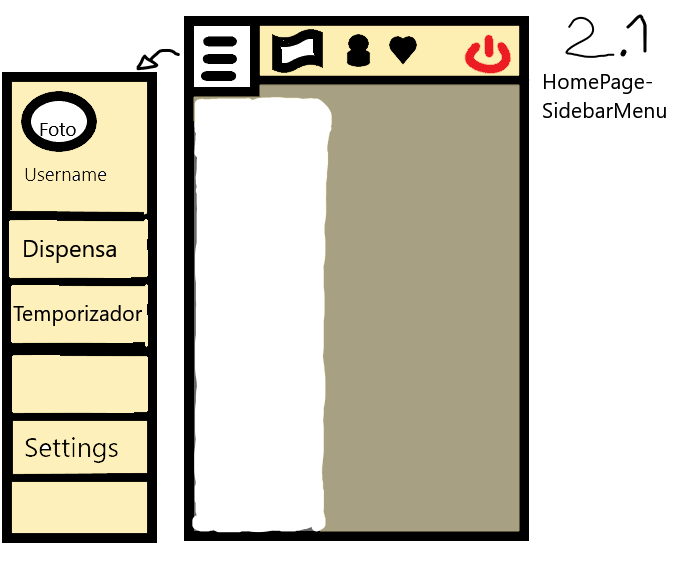 2.1
HomePage-
SidebarMenu
Foto
Username
Dispensa
Temporizador
Settings